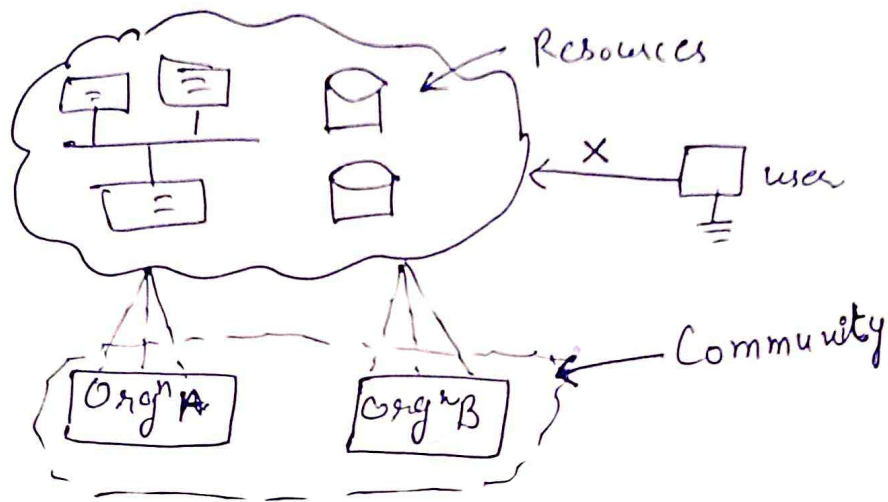 Resources
X
user
Community
Orgⁿ A
Orgⁿ B